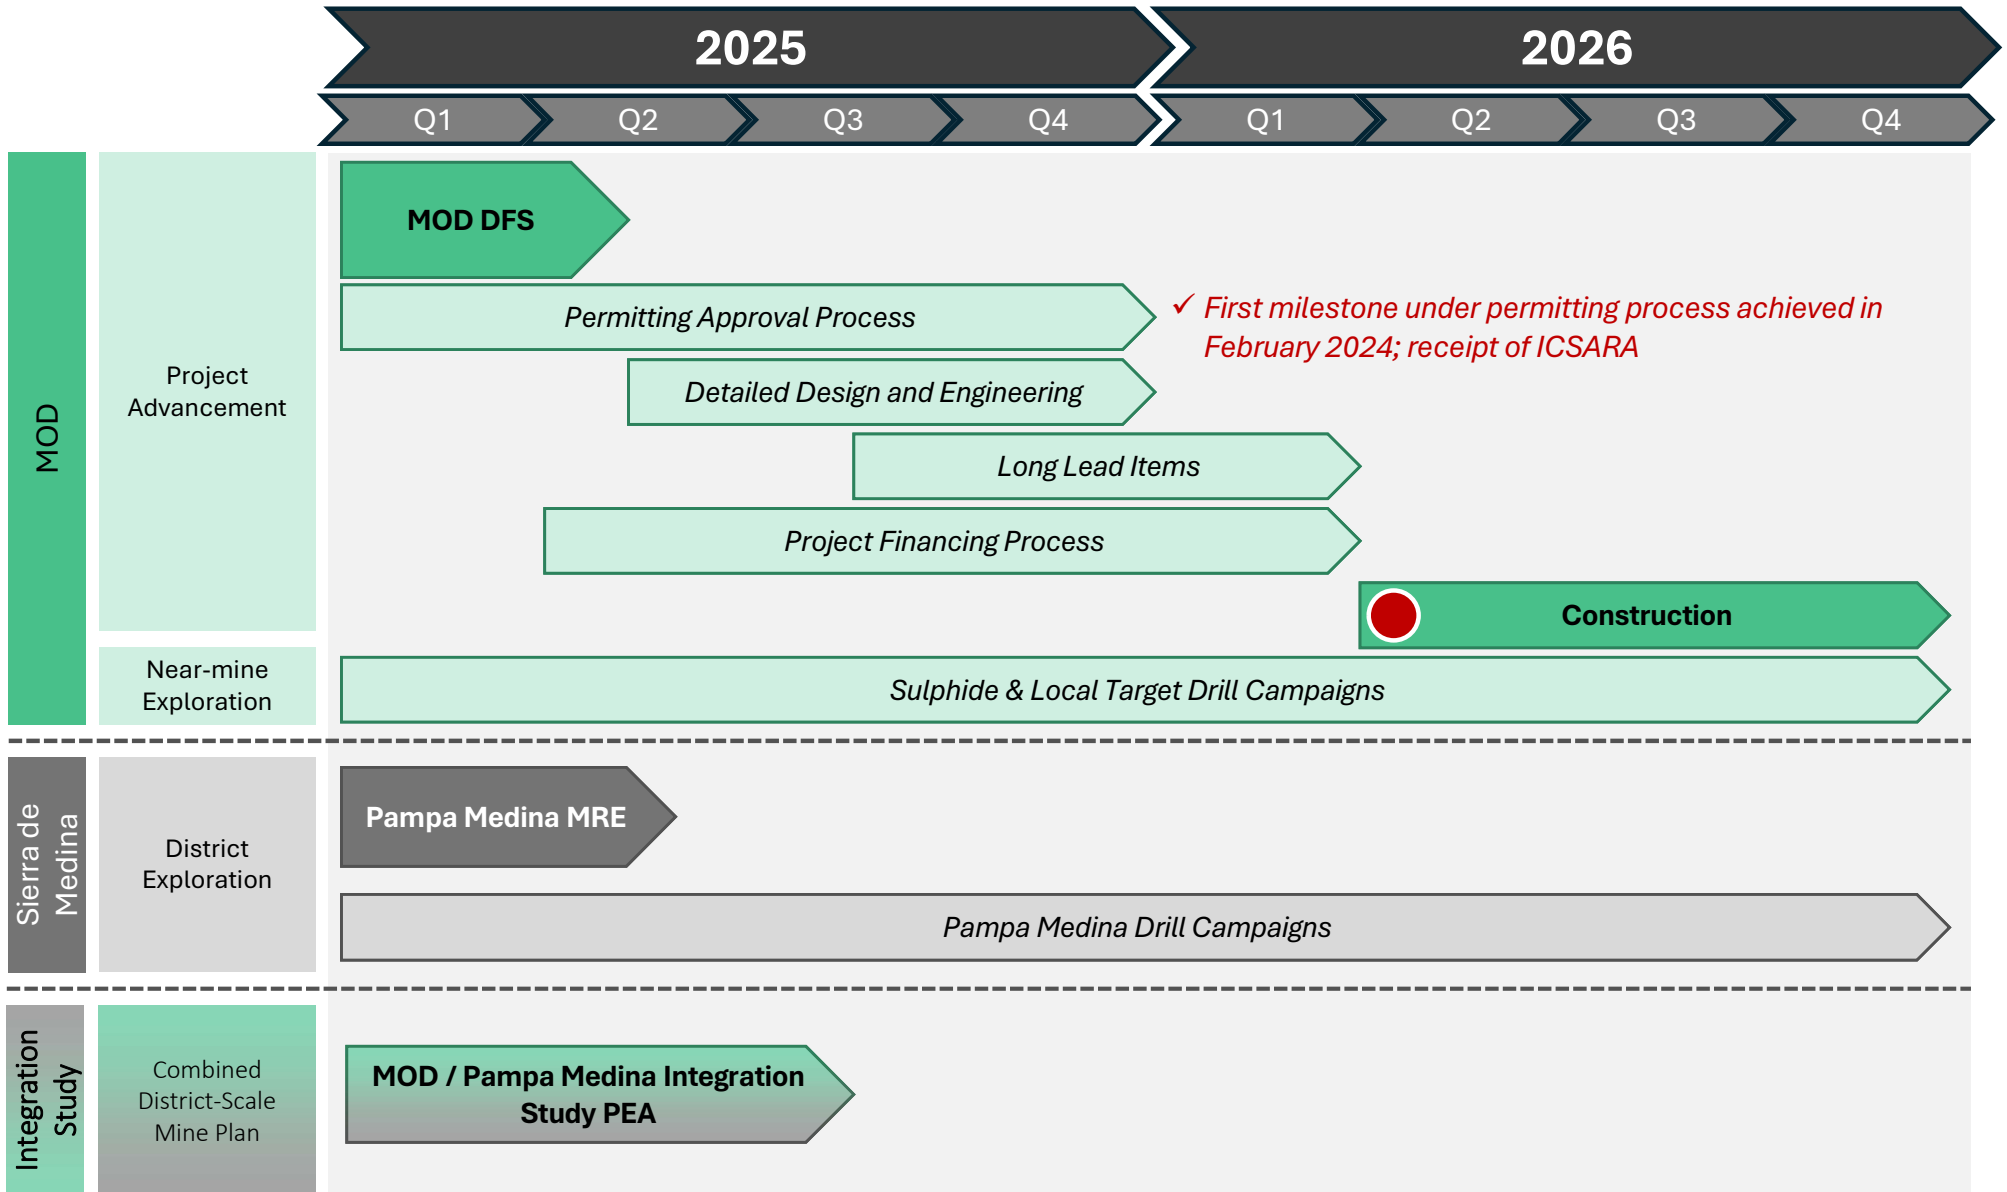 2025
2026
Q1
Q2
Q3
Q4
Q1
Q2
Q3
Q4
MOD
Project
Advancement
MOD DFS
Permitting Approval Process
✓ First milestone under permitting process achieved in
February 2024; receipt of ICSARA
Detailed Design and Engineering
Long Lead Items
Project Financing Process
Construction
Near-mine
Exploration
Sulphide & Local Target Drill Campaigns
Sierra de
Medina
District
Exploration
Pampa Medina MRE
Pampa Medina Drill Campaigns
Integration
Study
Combined
District-Scale
Mine Plan
MOD / Pampa Medina Integration
Study PEA